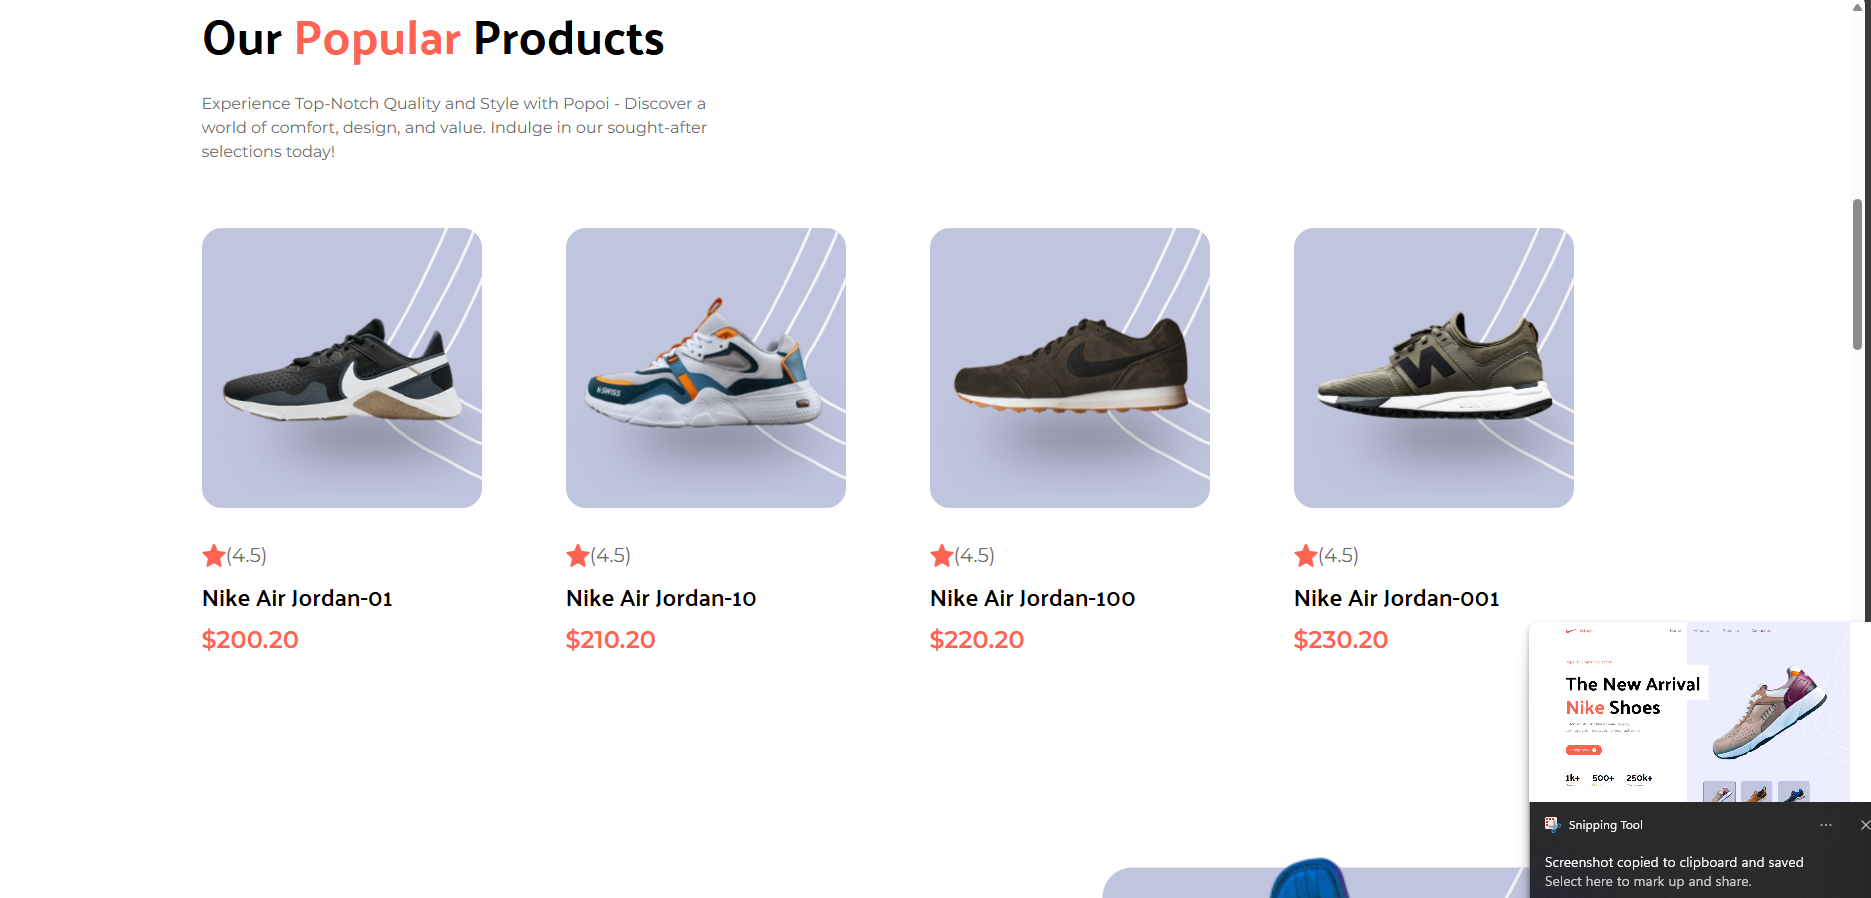 Our Popular Products
Experience Top-Notch Quality and Style with Popoi - Discover a
world of comfort, design, and value. Indulge in our sought-after
selections today!
K-SWISS
(4.5)
Nike Air Jordan-01
$200.20
(4.5)
Nike Air Jordan-10
$210.20
(4.5)
Nike Air Jordan-100
$220.20
(4.5)
Nike Air Jordan-001
$230.20
The New Arrival
Nike Shoes
1k+ 500+ 250k+
Snipping Tool
Screenshot copied to clipboard and saved
Select here to mark up and share.